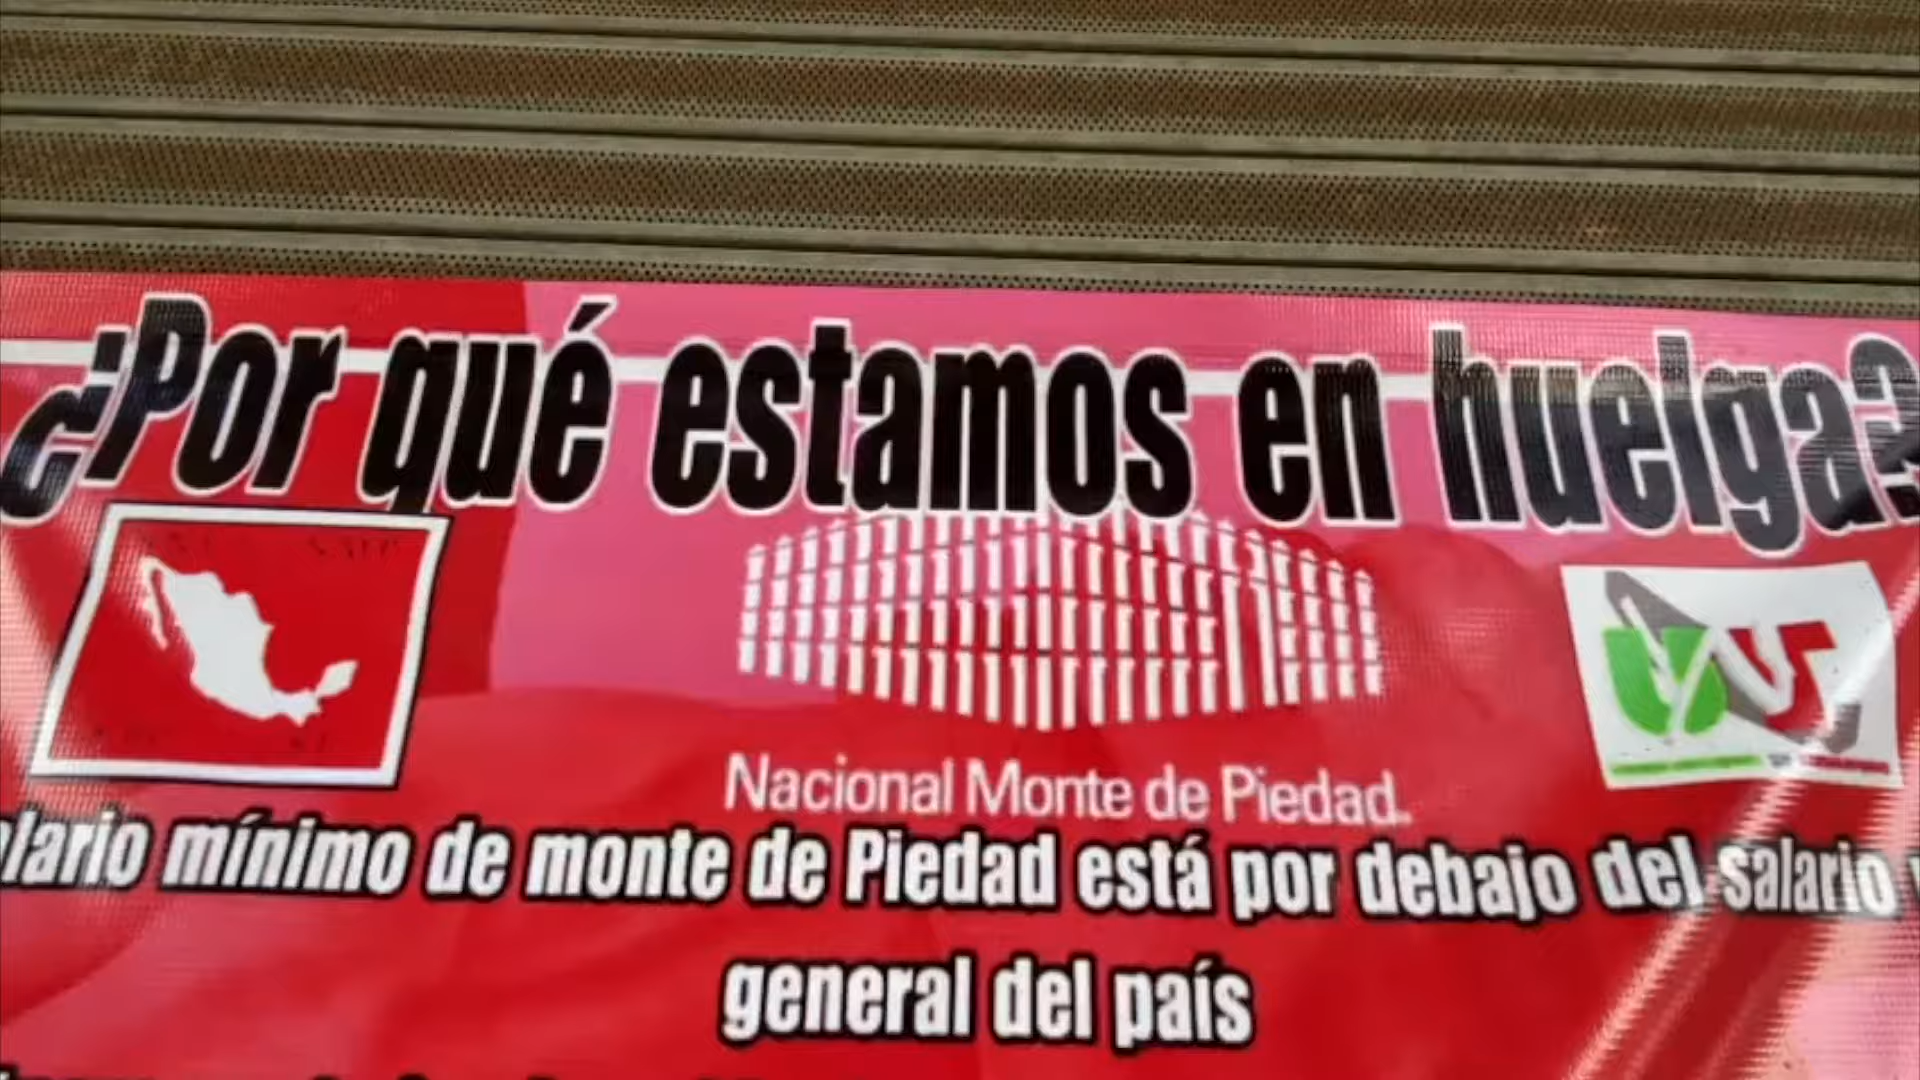 ¿Por qué estamos en huelga?
Nacional Monte de Piedad.
lario mínimo de monte de Piedad está por debajo del salario
general del país